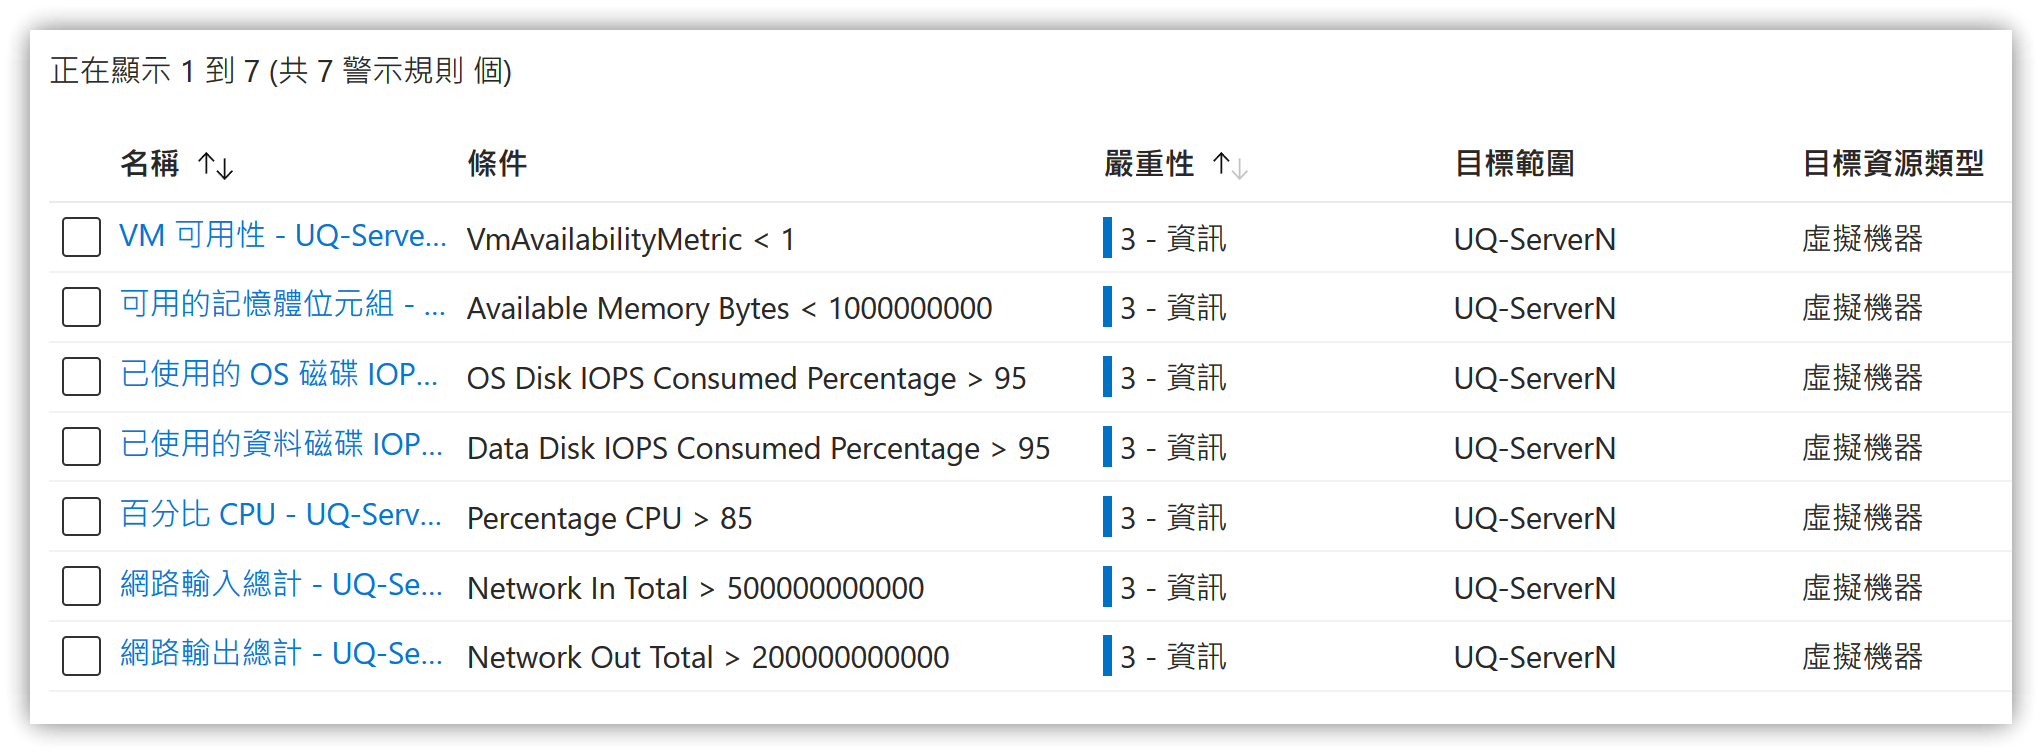 正在顯示 1 到 7 (共 7 警示規則 個)
名稱 ↑↓ 條件 嚴重性 ↑↓ 目標範圍 目標資源類型
VM 可用性 - UQ-Serve... VmAvailabilityMetric < 1 3 - 資訊 UQ-ServerN 虛擬機器
可用的記憶體位元組 - ... Available Memory Bytes < 1000000000 3 - 資訊 UQ-ServerN 虛擬機器
已使用的 OS 磁碟 IOP... OS Disk IOPS Consumed Percentage > 95 3 - 資訊 UQ-ServerN 虛擬機器
已使用的資料磁碟 IOP... Data Disk IOPS Consumed Percentage > 95 3 - 資訊 UQ-ServerN 虛擬機器
百分比 CPU - UQ-Serv... Percentage CPU > 85 3 - 資訊 UQ-ServerN 虛擬機器
網路輸入總計 - UQ-Se... Network In Total > 500000000000 3 - 資訊 UQ-ServerN 虛擬機器
網路輸出總計 - UQ-Se... Network Out Total > 200000000000 3 - 資訊 UQ-ServerN 虛擬機器